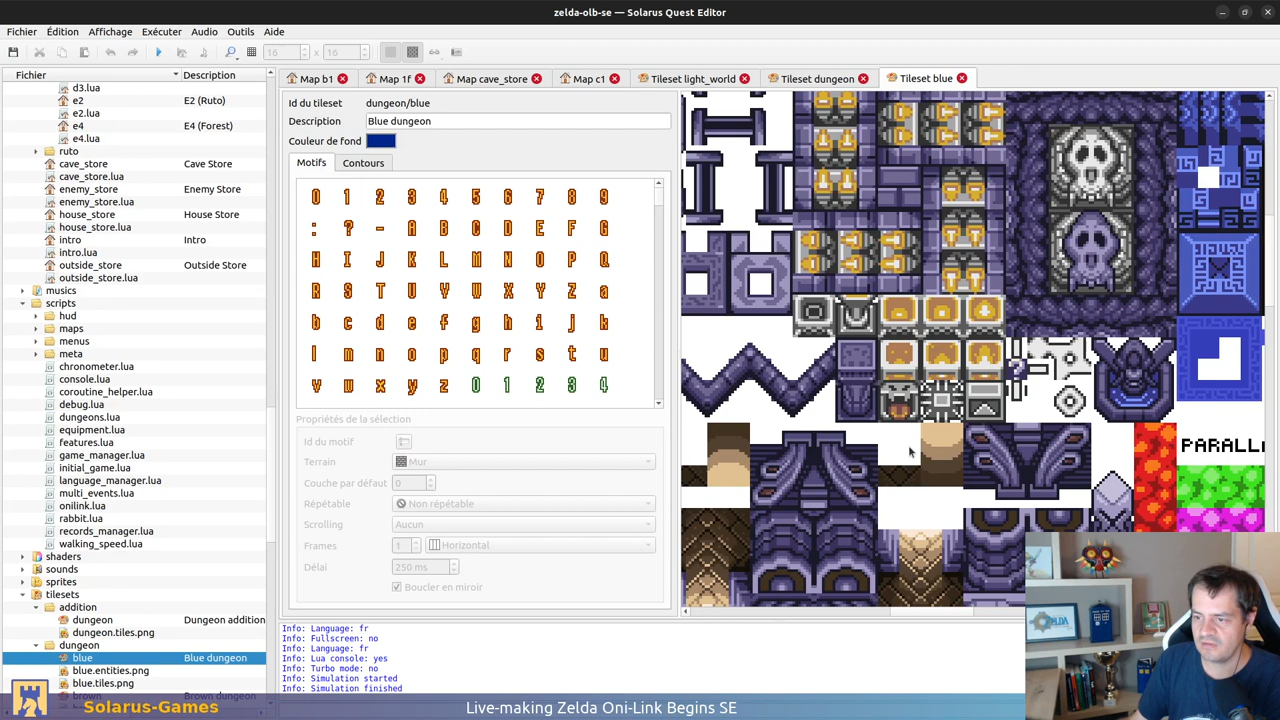 zelda-olb-se — Solarus Quest Editor
Fichier Édition Affichage Exécuter Audio Outils Aide
16 x 16
Fichier Description
d3.lua
e2 E2 (Ruto)
e2.lua
e4 E4 (Forest)
e4.lua
ruto
cave_store Cave Store
cave_store.lua
enemy_store Enemy Store
enemy_store.lua
house_store House Store
house_store.lua
intro Intro
intro.lua
outside_store Outside Store
outside_store.lua
musics
scripts
hud
maps
menus
meta
chronometer.lua
console.lua
coroutine_helper.lua
debug.lua
dungeons.lua
equipment.lua
features.lua
game_manager.lua
initial_game.lua
language_manager.lua
multi_events.lua
onilink.lua
rabbit.lua
records_manager.lua
walking_speed.lua
shaders
sounds
sprites
tilesets
addition
dungeon Dungeon addition
dungeon.tiles.png
dungeon
blue Blue dungeon
blue.entities.png
blue.tiles.png
brown Brown dungeon
Map b1 Map 1f Map cave_store Map c1 Tileset light_world Tileset dungeon Tileset blue
Id du tileset dungeon/blue
Description Blue dungeon
Couleur de fond
Motifs Contours
0 1 2 3 4 5 6 7 8 9
: ? - A B C D E F G
H I J K L M N O P Q
R S T U V W X Y Z a
b c d e f g h i j k
l m n o p q r s t u
v w x y z 0 1 2 3 4
Propriétés de la sélection
Id du motif
Terrain Mur
Couche par défaut 0
Répétable Non répétable
Scrolling Aucun
Frames 1 Horizontal
Délai 250 ms
Boucler en miroir
PARALL
Info: Language: fr
Info: Fullscreen: no
Info: Language: fr
Info: Lua console: yes
Info: Turbo mode: no
Info: Simulation started
Info: Simulation finished
Solarus-Games
Live-making Zelda Oni-Link Begins SE